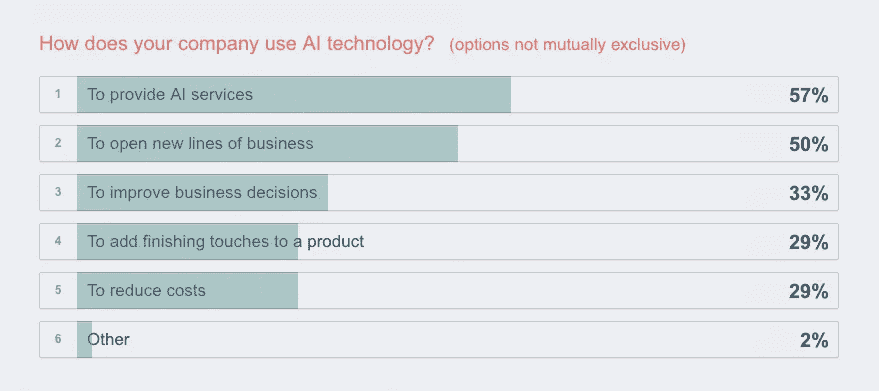 How does your company use AI technology? (options not mutually exclusive)
1 To provide AI services 57%
2 To open new lines of business 50%
3 To improve business decisions 33%
4 To add finishing touches to a product 29%
5 To reduce costs 29%
6 Other 2%